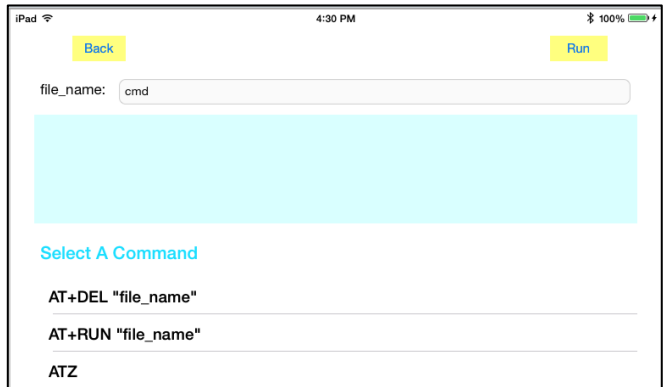 iPad 4:30 PM 100%
Back Run
file_name: cmd
Select A Command
AT+DEL "file_name"
AT+RUN "file_name"
ATZ